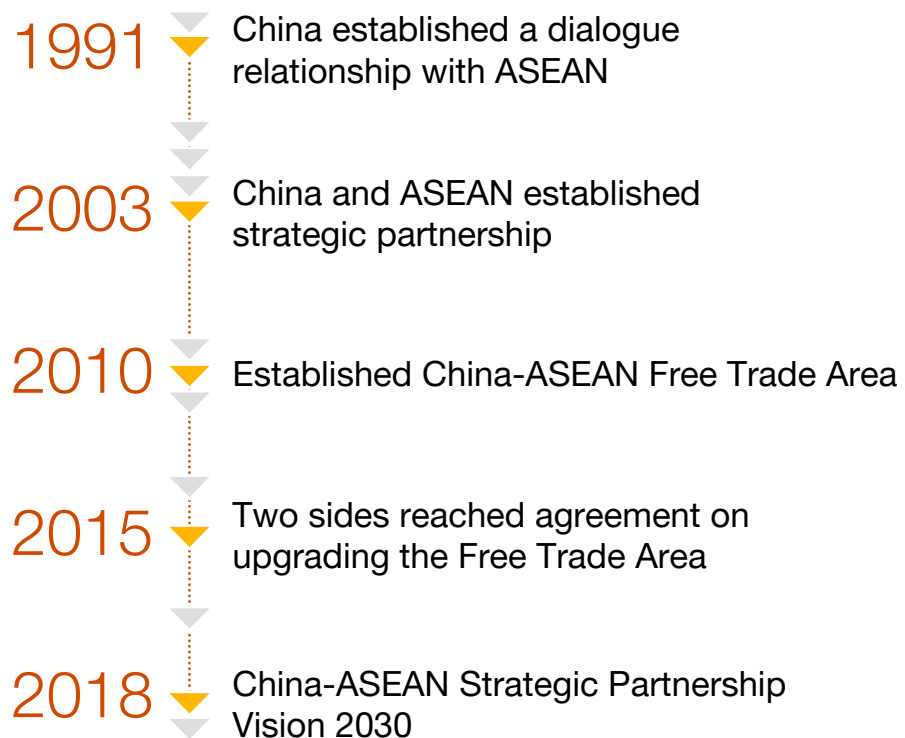 1991
China established a dialogue
relationship with ASEAN
2003
China and ASEAN established
strategic partnership
2010
Established China-ASEAN Free Trade Area
2015
Two sides reached agreement on
upgrading the Free Trade Area
2018
China-ASEAN Strategic Partnership
Vision 2030